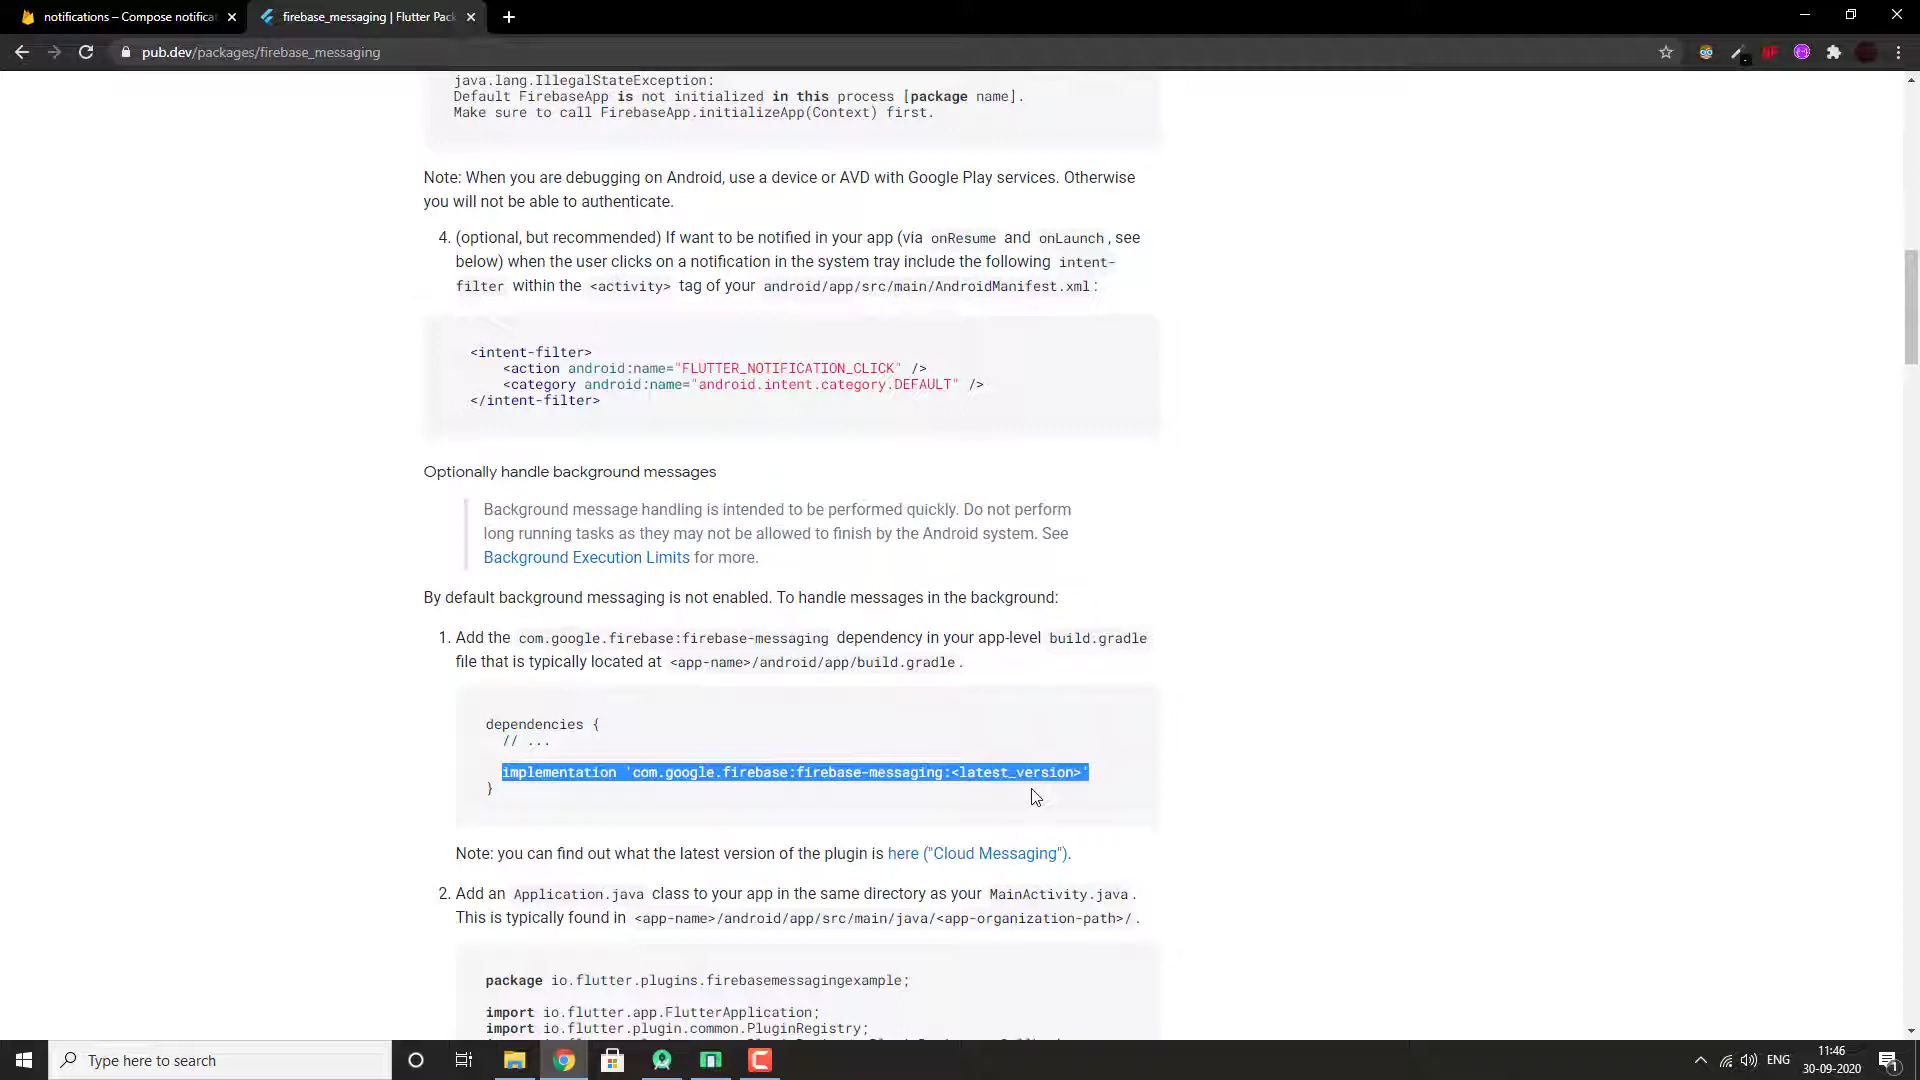 notifications – Compose notifica
firebase_messaging | Flutter Pac
pub.dev/packages/firebase_messaging
java.lang.IllegalStateException:
Default FirebaseApp is not initialized in this process [package name].
Make sure to call FirebaseApp.initializeApp(Context) first.
Note: When you are debugging on Android, use a device or AVD with Google Play services. Otherwise
you will not be able to authenticate.
4. (optional, but recommended) If want to be notified in your app (via onResume and onLaunch, see
below) when the user clicks on a notification in the system tray include the following intent-
filter within the <activity> tag of your android/app/src/main/AndroidManifest.xml:
<intent-filter>
<action android:name="FLUTTER_NOTIFICATION_CLICK" />
<category android:name="android.intent.category.DEFAULT" />
</intent-filter>
Optionally handle background messages
Background message handling is intended to be performed quickly. Do not perform
long running tasks as they may not be allowed to finish by the Android system. See
Background Execution Limits for more.
By default background messaging is not enabled. To handle messages in the background:
1. Add the com.google.firebase:firebase-messaging dependency in your app-level build.gradle
file that is typically located at <app-name>/android/app/build.gradle.
dependencies {
// ...
implementation 'com.google.firebase:firebase-messaging:<latest_version>'
}
Note: you can find out what the latest version of the plugin is here ("Cloud Messaging").
2. Add an Application.java class to your app in the same directory as your MainActivity.java.
This is typically found in <app-name>/android/app/src/main/java/<app-organization-path>/.
package io.flutter.plugins.firebasemessagingexample;
import io.flutter.app.FlutterApplication;
import io.flutter.plugin.common.PluginRegistry;
Type here to search
ENG
11:46
30-09-2020